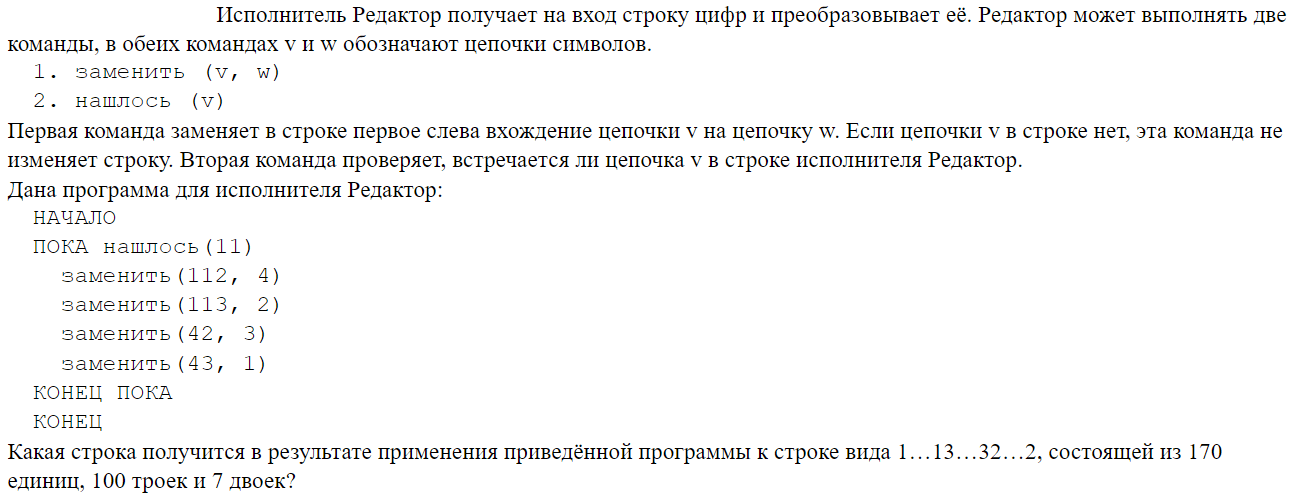 Исполнитель Редактор получает на вход строку цифр и преобразовывает её. Редактор может выполнять две
команды, в обеих командах v и w обозначают цепочки символов.
1. заменить (v, w)
2. нашлось (v)
Первая команда заменяет в строке первое слева вхождение цепочки v на цепочку w. Если цепочки v в строке нет, эта команда не
изменяет строку. Вторая команда проверяет, встречается ли цепочка v в строке исполнителя Редактор.
Дана программа для исполнителя Редактор:
НАЧАЛО
ПОКА нашлось(11)
заменить(112, 4)
заменить(113, 2)
заменить(42, 3)
заменить(43, 1)
КОНЕЦ ПОКА
КОНЕЦ
Какая строка получится в результате применения приведённой программы к строке вида 1…13…32…2, состоящей из 170
единиц, 100 троек и 7 двоек?